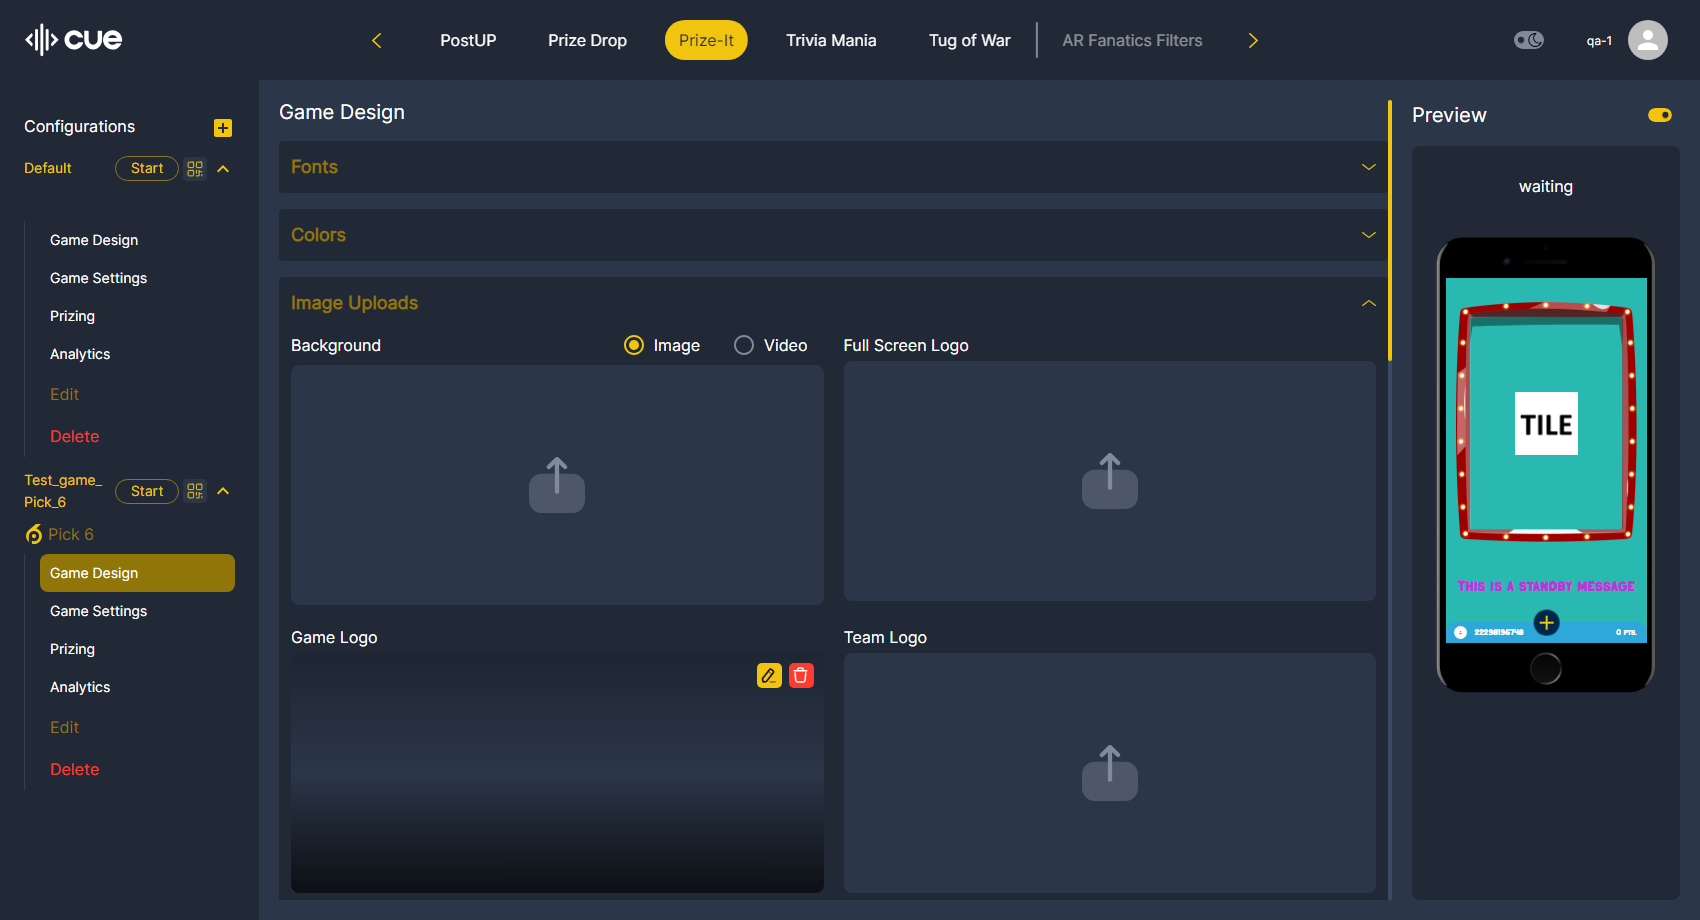 cue
PostUP
Prize Drop
Prize-It
Trivia Mania
Tug of War
AR Fanatics Filters
qa-1
Configurations
Default
Start
Game Design
Game Settings
Prizing
Analytics
Edit
Delete
Test_game_
Pick_6
Start
Pick 6
Game Design
Game Settings
Prizing
Analytics
Edit
Delete
Game Design
Fonts
Colors
Image Uploads
Background
Image
Video
Full Screen Logo
Game Logo
Team Logo
Preview
waiting
TILE
This is a standby message
0 PTS.